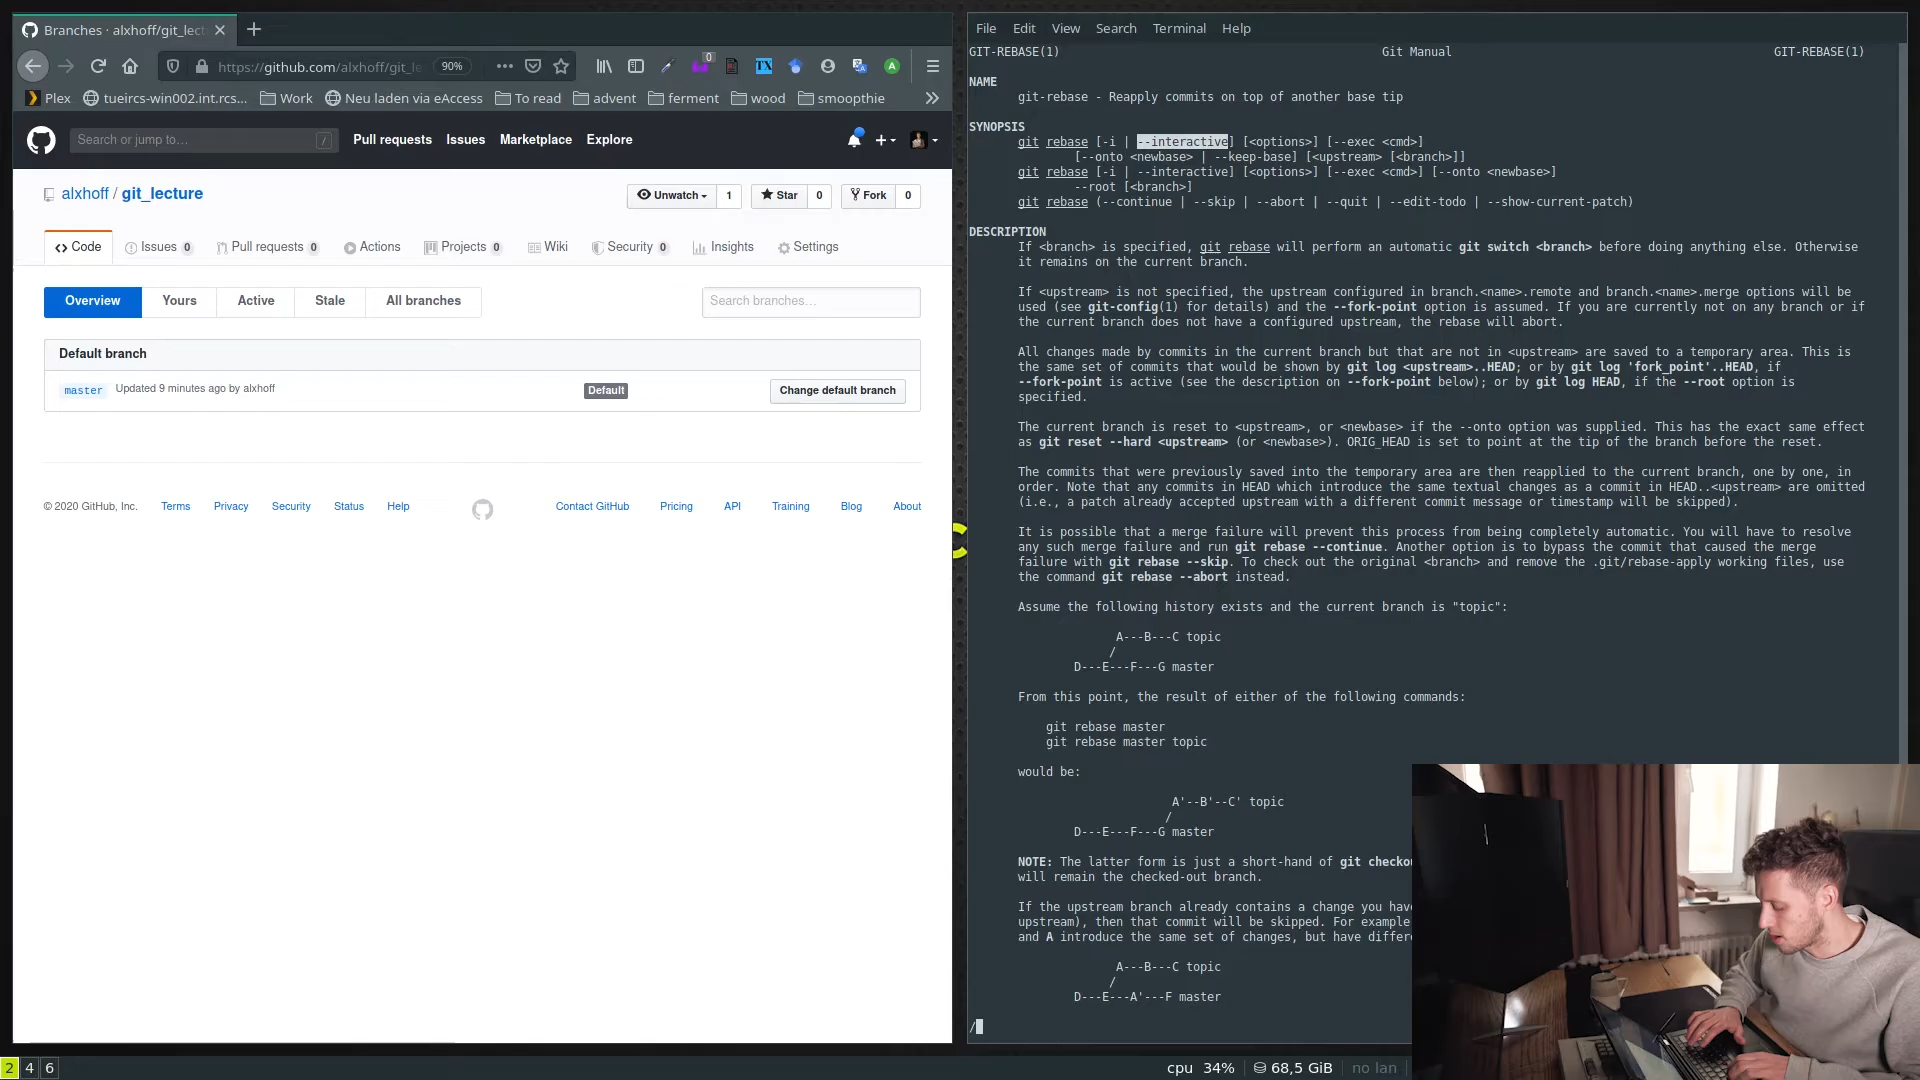 Branches · alxhoff/git_lect
https://github.com/alxhoff/git_le
90%
0
TX
A
Plex
tueircs-win002.int.rcs...
Work
Neu laden via eAccess
To read
advent
ferment
wood
smoopthie
Search or jump to…
/
Pull requests
Issues
Marketplace
Explore
alxhoff / git_lecture
Unwatch
1
Star
0
Fork
0
Code
Issues 0
Pull requests 0
Actions
Projects 0
Wiki
Security 0
Insights
Settings
Overview
Yours
Active
Stale
All branches
Search branches…
Default branch
master
Updated 9 minutes ago by alxhoff
Default
Change default branch
© 2020 GitHub, Inc.
Terms
Privacy
Security
Status
Help
Contact GitHub
Pricing
API
Training
Blog
About
File Edit View Search Terminal Help
GIT-REBASE(1) Git Manual GIT-REBASE(1)
NAME
git-rebase - Reapply commits on top of another base tip
SYNOPSIS
git rebase [-i | --interactive] [<options>] [--exec <cmd>]
[--onto <newbase> | --keep-base] [<upstream> [<branch>]]
git rebase [-i | --interactive] [<options>] [--exec <cmd>] [--onto <newbase>]
--root [<branch>]
git rebase (--continue | --skip | --abort | --quit | --edit-todo | --show-current-patch)
DESCRIPTION
If <branch> is specified, git rebase will perform an automatic git switch <branch> before doing anything else. Otherwise
it remains on the current branch.
If <upstream> is not specified, the upstream configured in branch.<name>.remote and branch.<name>.merge options will be
used (see git-config(1) for details) and the --fork-point option is assumed. If you are currently not on any branch or if
the current branch does not have a configured upstream, the rebase will abort.
All changes made by commits in the current branch but that are not in <upstream> are saved to a temporary area. This is
the same set of commits that would be shown by git log <upstream>..HEAD; or by git log 'fork_point'..HEAD, if
--fork-point is active (see the description on --fork-point below); or by git log HEAD, if the --root option is
specified.
The current branch is reset to <upstream>, or <newbase> if the --onto option was supplied. This has the exact same effect
as git reset --hard <upstream> (or <newbase>). ORIG_HEAD is set to point at the tip of the branch before the reset.
The commits that were previously saved into the temporary area are then reapplied to the current branch, one by one, in
order. Note that any commits in HEAD which introduce the same textual changes as a commit in HEAD..<upstream> are omitted
(i.e., a patch already accepted upstream with a different commit message or timestamp will be skipped).
It is possible that a merge failure will prevent this process from being completely automatic. You will have to resolve
any such merge failure and run git rebase --continue. Another option is to bypass the commit that caused the merge
failure with git rebase --skip. To check out the original <branch> and remove the .git/rebase-apply working files, use
the command git rebase --abort instead.
Assume the following history exists and the current branch is "topic":
A---B---C topic
/
D---E---F---G master
From this point, the result of either of the following commands:
git rebase master
git rebase master topic
would be:
A'--B'--C' topic
/
D---E---F---G master
NOTE: The latter form is just a short-hand of git checkou
will remain the checked-out branch.
If the upstream branch already contains a change you hav
upstream), then that commit will be skipped. For example
and A introduce the same set of changes, but have differ
A---B---C topic
/
D---E---A'---F master
/
2 4 6
cpu 34%
68,5 GiB
no lan